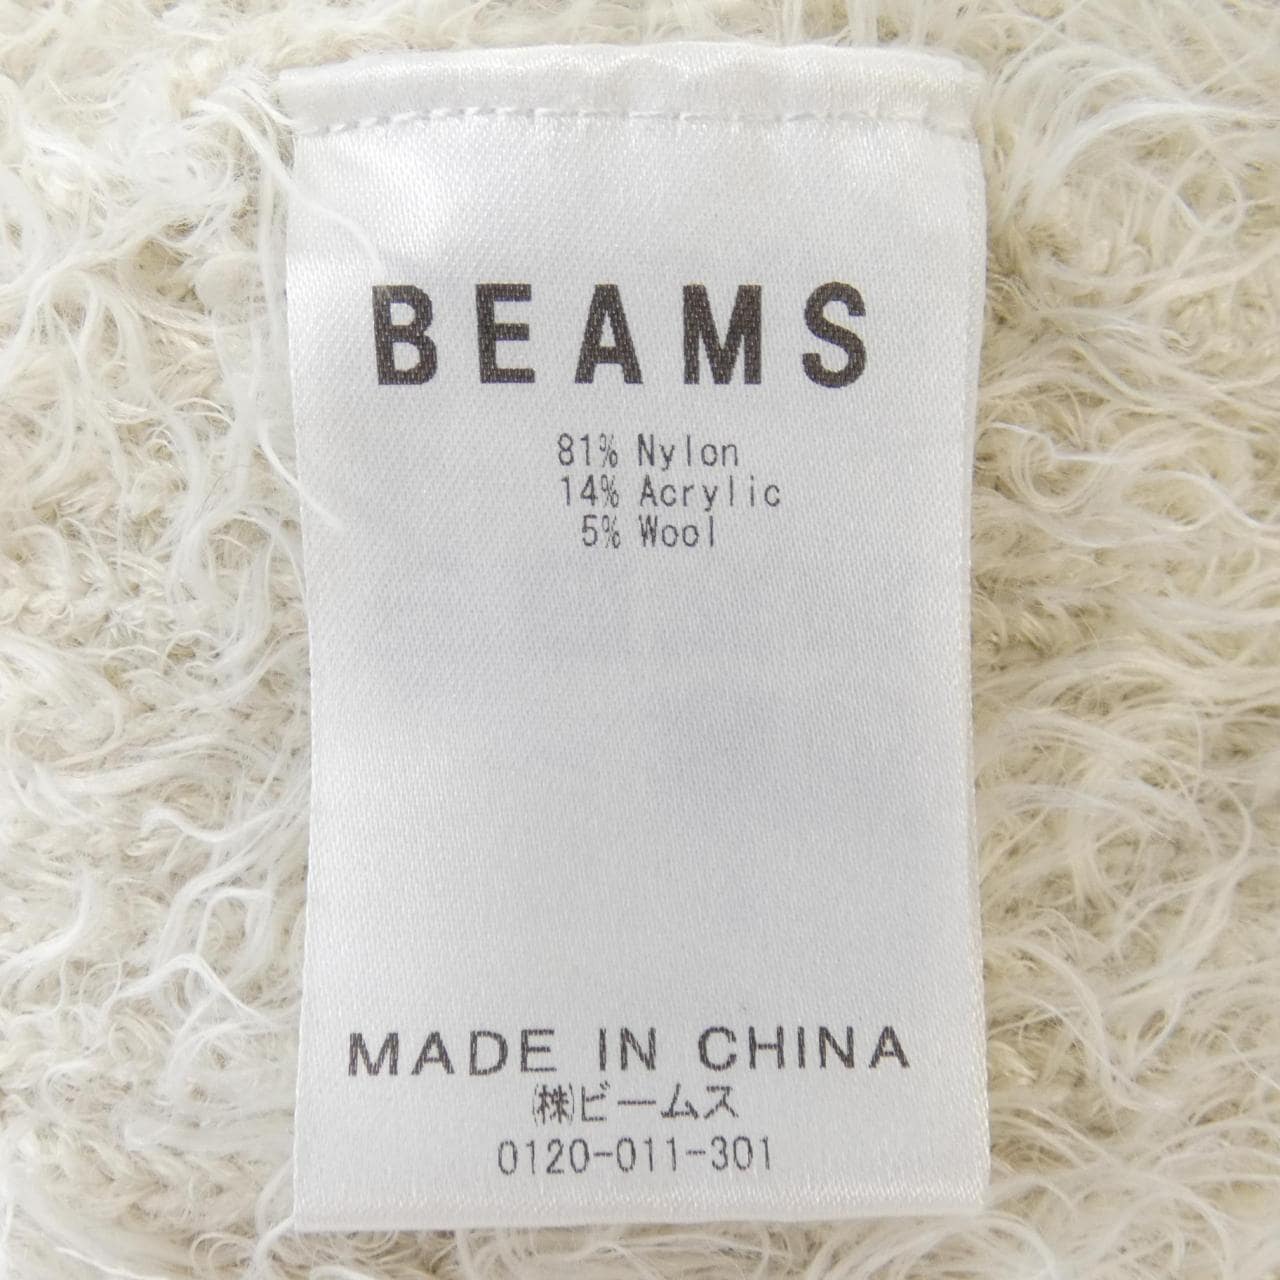 BEAMS
81% Nylon
14% Acrylic
5% Wool
MADE IN CHINA
㈱ビームス
0120-011-301